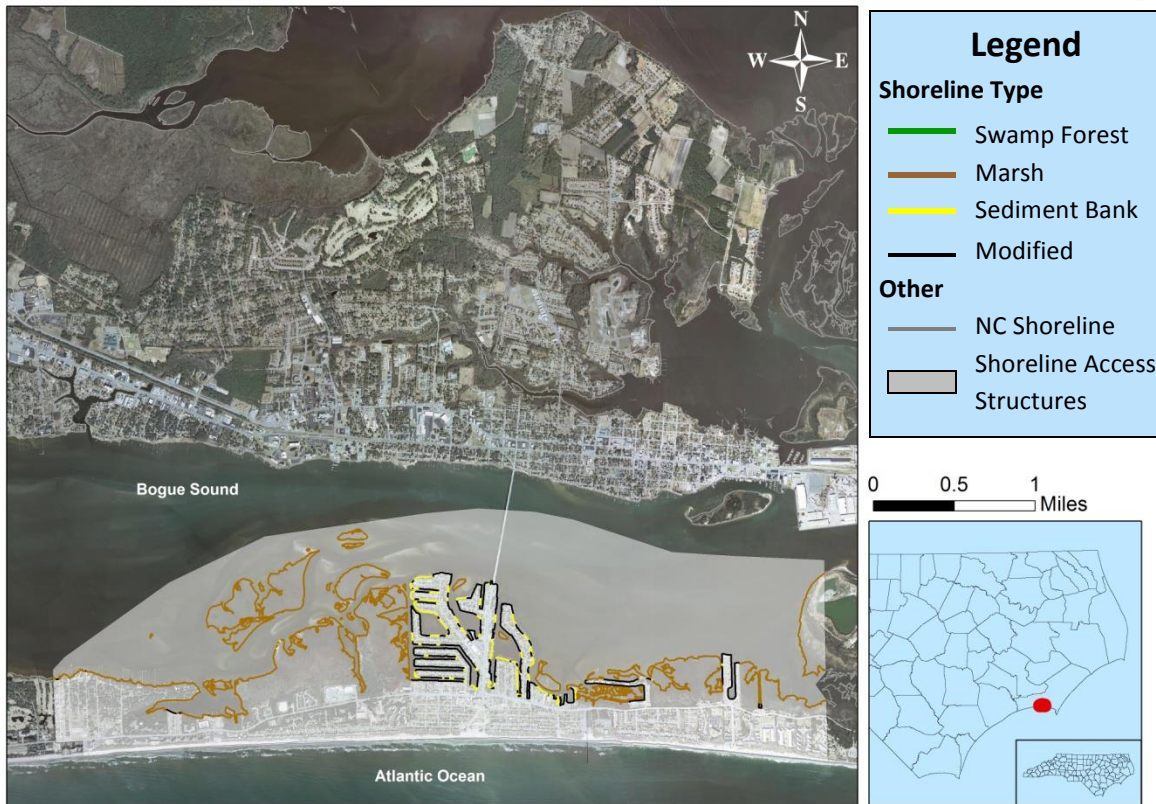 N
W E
S
Bogue Sound
Atlantic Ocean
Legend
Shoreline Type
Swamp Forest
Marsh
Sediment Bank
Modified
Other
NC Shoreline
Shoreline Access
Structures
0 0.5 1
Miles